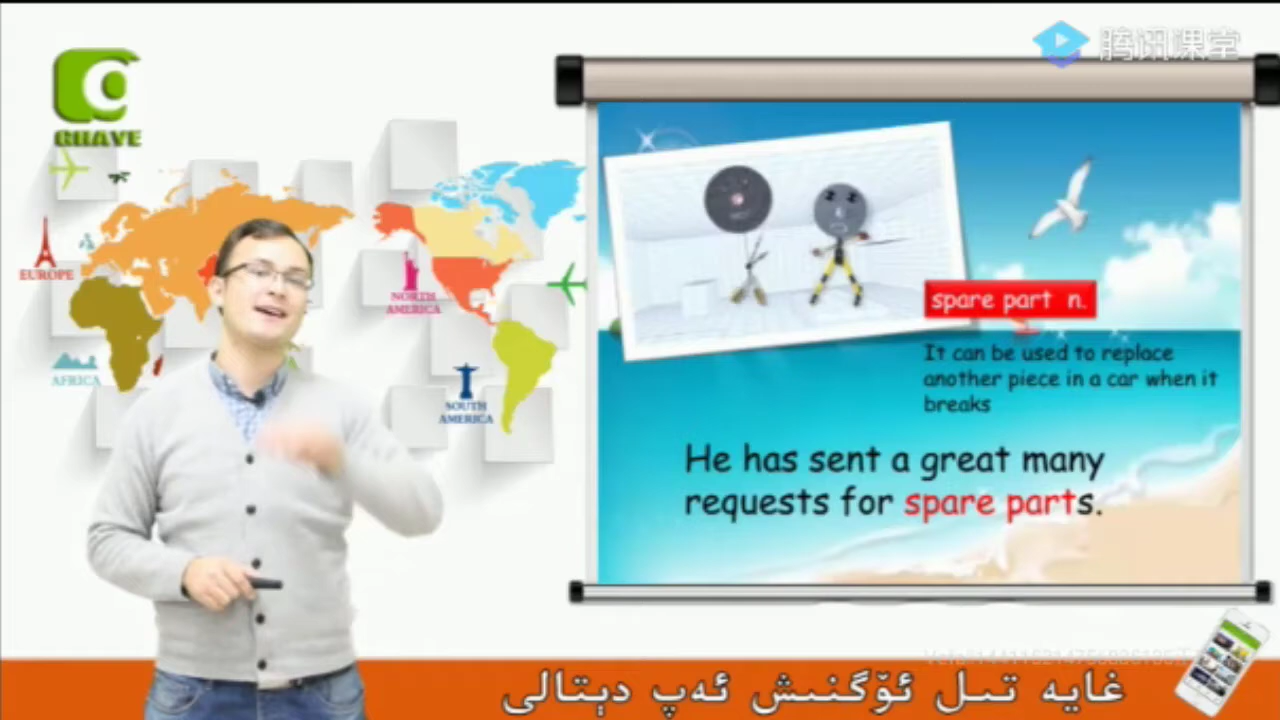 腾讯课堂
GHAYE
EUROPE
NORTH
AMERICA
AFRICA
SOUTH
AMERICA
spare part n.
It can be used to replace
another piece in a car when it
breaks
He has sent a great many
requests for spare parts.
غايە تىل ئۆگىنىش ئەپ دېتالى